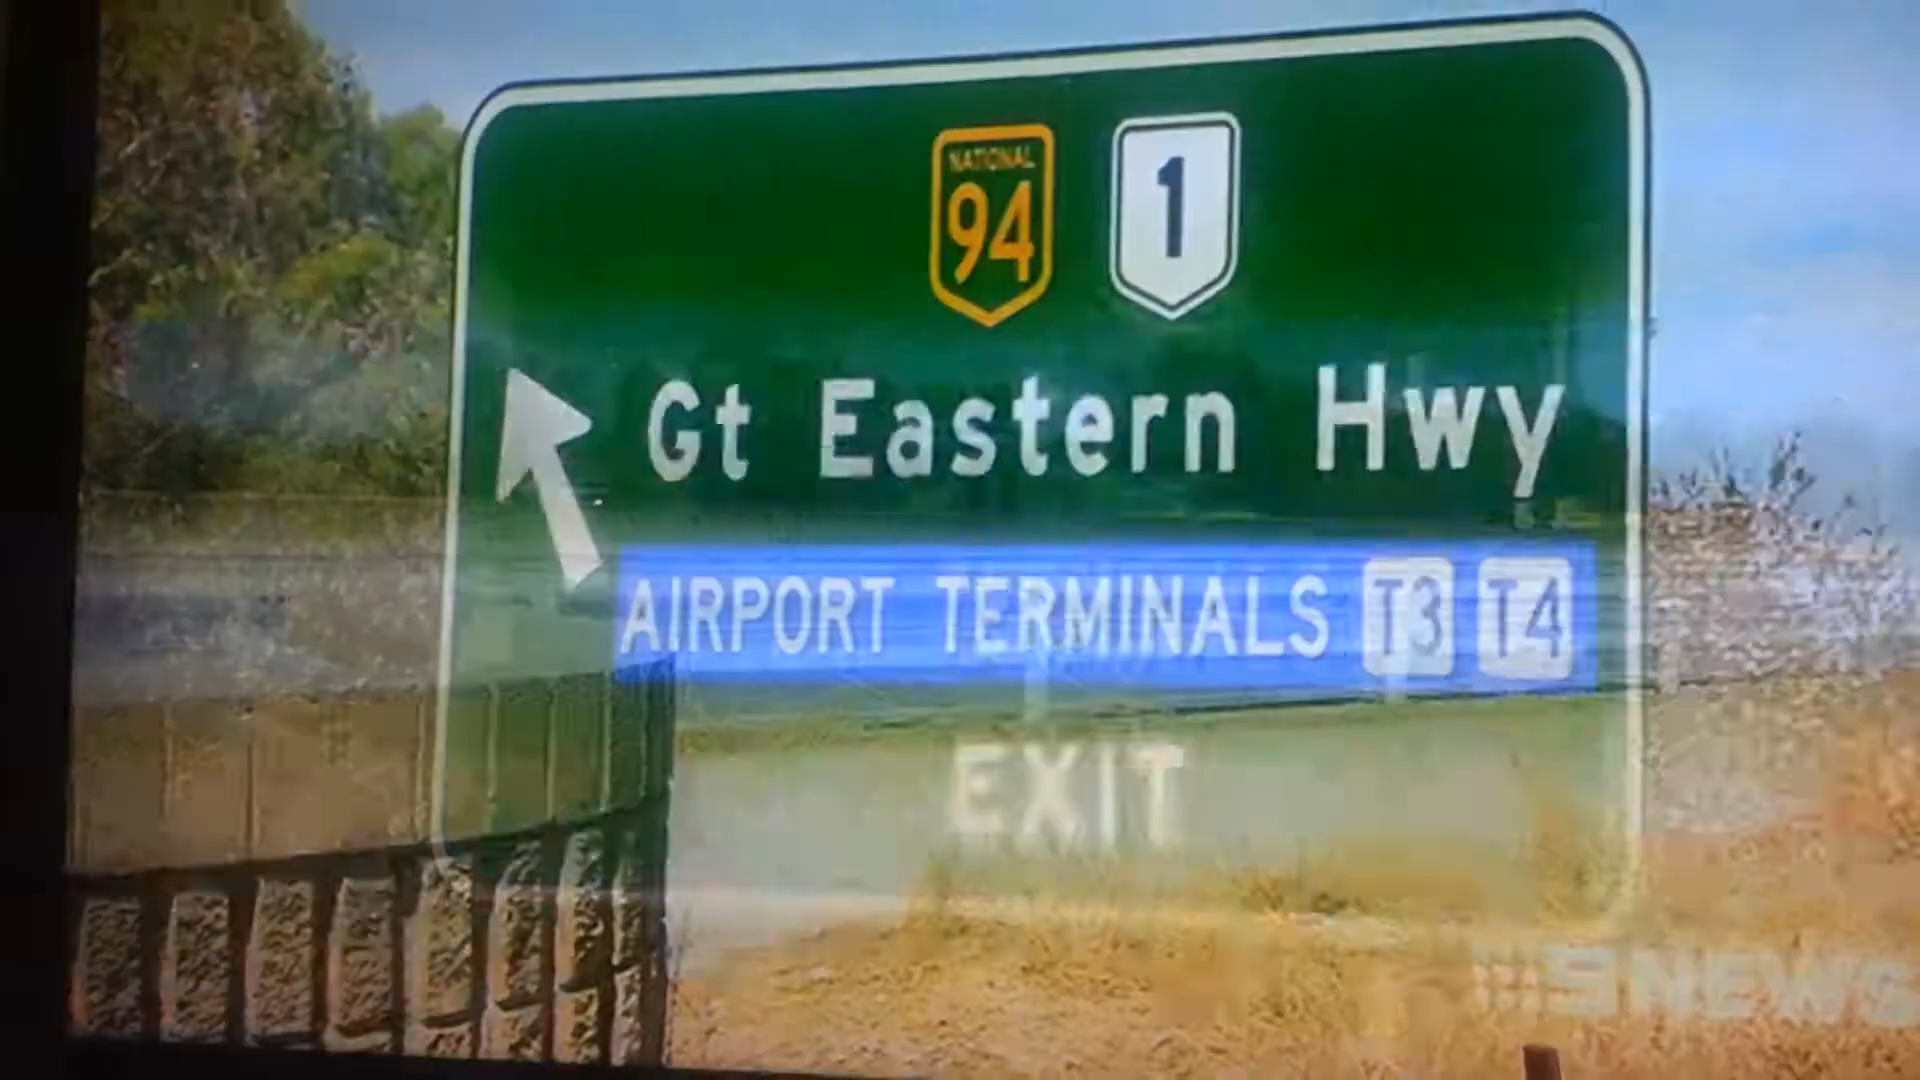 NATIONAL
94 1
Gt Eastern Hwy
AIRPORT TERMINALS T3 T4
EXIT
9NEWS